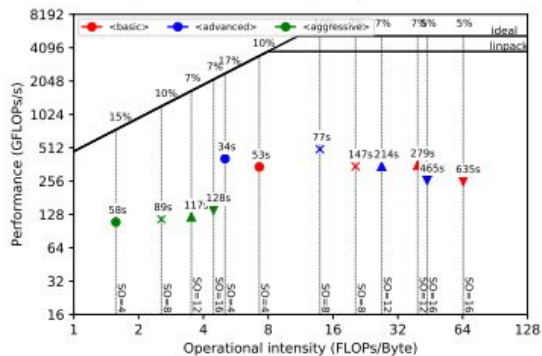 <basic> <advanced> <aggressive>
8192
4096
2048
1024
512
256
128
64
32
16
Performance (GFLOPs/s)
ideal
linpack
15%
10%
7%
7%
17%
10%
7%
7%
5%
5%
58s
89s
117s
128s
34s
53s
77s
147s
214s
279s
465s
635s
SO=4
SO=8
SO=12
SO=16
SO=4
SO=4
SO=8
SO=8
SO=12
SO=12
SO=16
SO=16
1 2 4 8 16 32 64 128
Operational intensity (FLOPs/Byte)